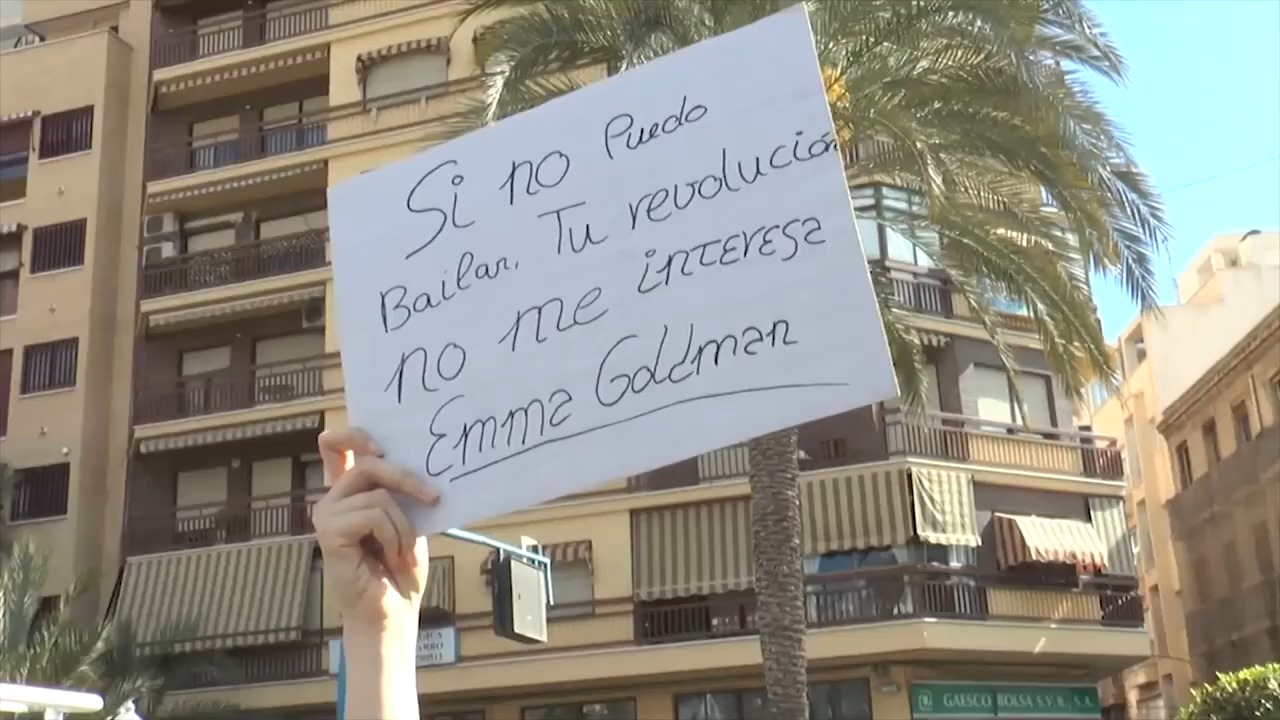 Si no Puedo
Bailar. Tu revolución
no me interesa
Emma Goldman
GAESCO BOLSA S.V.B., S.A.